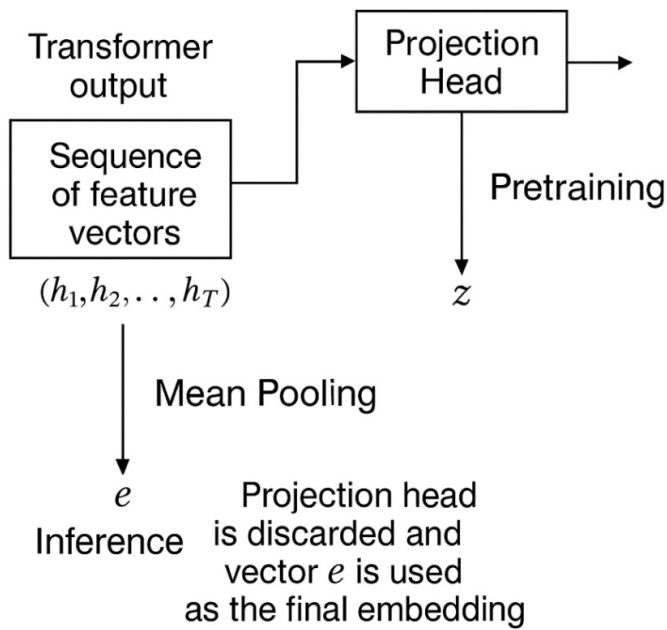 Transformer
output
Projection
Head
Sequence
of feature
vectors
Pretraining
(h₁,h₂,..,h_T)
z
Mean Pooling
e
Inference
Projection head
is discarded and
vector e is used
as the final embedding